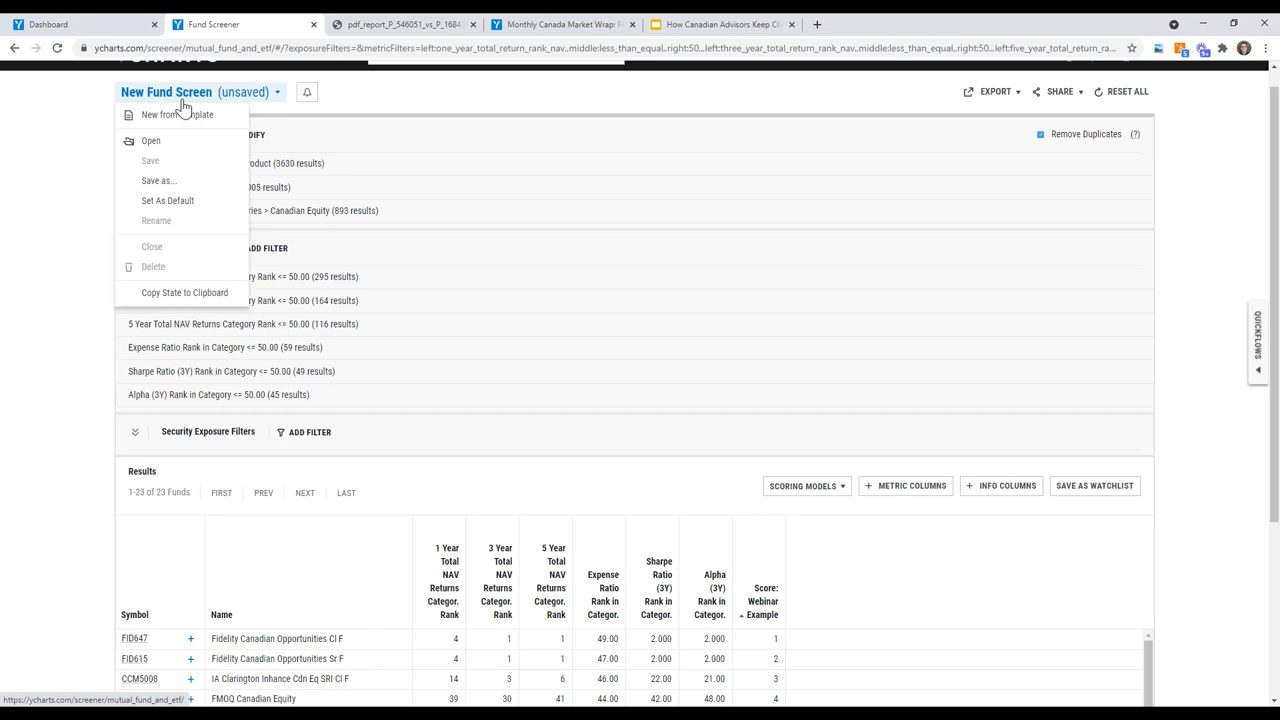 Dashboard
Fund Screener
pdf_report_P_546051_vs_P_1684
Monthly Canada Market Wrap: F
How Canadian Advisors Keep Cl
ycharts.com/screener/mutual_fund_and_etf/#/?exposureFilters=&metricFilters=left:one_year_total_return_rank_nav,,middle:less_than_equal,,right:50,,,left:three_year_total_return_rank_nav,,middle:less_than_equal,,right:50,,,left:five_year_total_return_ra...
New Fund Screen (unsaved)
EXPORT
SHARE
RESET ALL
New from
mplate
Open
Save
Save as...
Set As Default
Rename
Close
Delete
Copy State to Clipboard
DIFY
Remove Duplicates (?)
oduct (3630 results)
905 results)
ries > Canadian Equity (893 results)
DD FILTER
ry Rank <= 50.00 (295 results)
ry Rank <= 50.00 (164 results)
5 Year Total NAV Returns Category Rank <= 50.00 (116 results)
Expense Ratio Rank in Category <= 50.00 (59 results)
Sharpe Ratio (3Y) Rank in Category <= 50.00 (49 results)
Alpha (3Y) Rank in Category <= 50.00 (45 results)
QUICKFLOWS
Security Exposure Filters
ADD FILTER
Results
1-23 of 23 Funds
FIRST
PREV
NEXT
LAST
SCORING MODELS
+ METRIC COLUMNS
+ INFO COLUMNS
SAVE AS WATCHLIST
Symbol
Name
1 Year Total NAV Returns Categor. Rank
3 Year Total NAV Returns Categor. Rank
5 Year Total NAV Returns Categor. Rank
Expense Ratio Rank in Categor.
Sharpe Ratio (3Y) Rank in Categor.
Alpha (3Y) Rank in Categor.
Score: Webinar Example
FID647 + Fidelity Canadian Opportunities Cl F 4 1 1 49.00 2.000 2.000 1
FID615 + Fidelity Canadian Opportunities Sr F 4 1 1 47.00 2.000 2.000 2
CCM5008 + IA Clarington Inhance Cdn Eq SRI Cl F 14 3 6 46.00 22.00 21.00 3
+ FMOQ Canadian Equity 39 30 41 44.00 42.00 48.00 4
https://ycharts.com/screener/mutual_fund_and_etf/